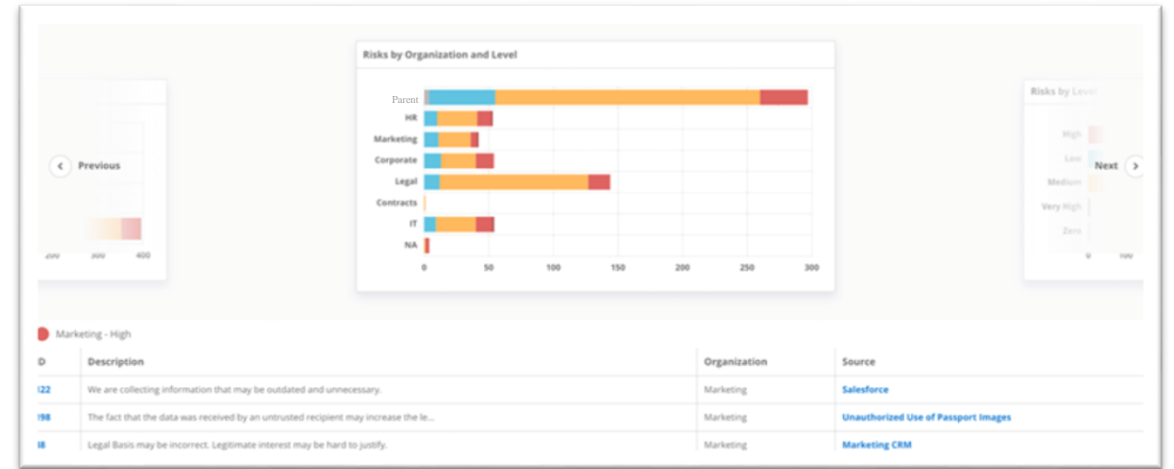 Risks by Organization and Level
Parent
HR
Marketing
Corporate
Legal
Contracts
IT
NA
0 50 100 150 200 250 300
Previous
200 300 400
Risks by Level
High
Low
Medium
Very High
Zero
0 100
Next
Marketing - High
D Description Organization Source
22 We are collecting information that may be outdated and unnecessary. Marketing Salesforce
98 The fact that the data was received by an untrusted recipient may increase the le... Marketing Unauthorized Use of Passport Images
8 Legal Basis may be incorrect. Legitimate interest may be hard to justify. Marketing Marketing CRM